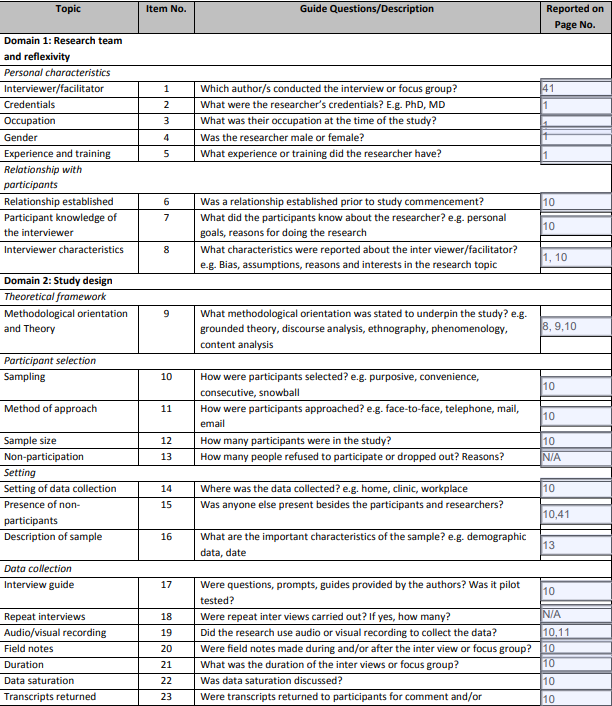 Topic Item No. Guide Questions/Description Reported on
Page No.
Domain 1: Research team
and reflexivity
Personal characteristics
Interviewer/facilitator 1 Which author/s conducted the interview or focus group? 41
Credentials 2 What were the researcher's credentials? E.g. PhD, MD 1
Occupation 3 What was their occupation at the time of the study? 1
Gender 4 Was the researcher male or female? 1
Experience and training 5 What experience or training did the researcher have? 1
Relationship with
participants
Relationship established 6 Was a relationship established prior to study commencement? 10
Participant knowledge of 7 What did the participants know about the researcher? e.g. personal
the interviewer goals, reasons for doing the research 10
Interviewer characteristics 8 What characteristics were reported about the inter viewer/facilitator?
e.g. Bias, assumptions, reasons and interests in the research topic 1, 10
Domain 2: Study design
Theoretical framework
Methodological orientation 9 What methodological orientation was stated to underpin the study? e.g.
and Theory grounded theory, discourse analysis, ethnography, phenomenology, 8, 9,10
content analysis
Participant selection
Sampling 10 How were participants selected? e.g. purposive, convenience,
consecutive, snowball 10
Method of approach 11 How were participants approached? e.g. face-to-face, telephone, mail,
email 10
Sample size 12 How many participants were in the study? 10
Non-participation 13 How many people refused to participate or dropped out? Reasons? N/A
Setting
Setting of data collection 14 Where was the data collected? e.g. home, clinic, workplace 10
Presence of non- 15 Was anyone else present besides the participants and researchers?
participants 10,41
Description of sample 16 What are the important characteristics of the sample? e.g. demographic
data, date 13
Data collection
Interview guide 17 Were questions, prompts, guides provided by the authors? Was it pilot
tested? 10
Repeat interviews 18 Were repeat inter views carried out? If yes, how many? N/A
Audio/visual recording 19 Did the research use audio or visual recording to collect the data? 10,11
Field notes 20 Were field notes made during and/or after the inter view or focus group? 10
Duration 21 What was the duration of the inter views or focus group? 10
Data saturation 22 Was data saturation discussed? 10
Transcripts returned 23 Were transcripts returned to participants for comment and/or 10